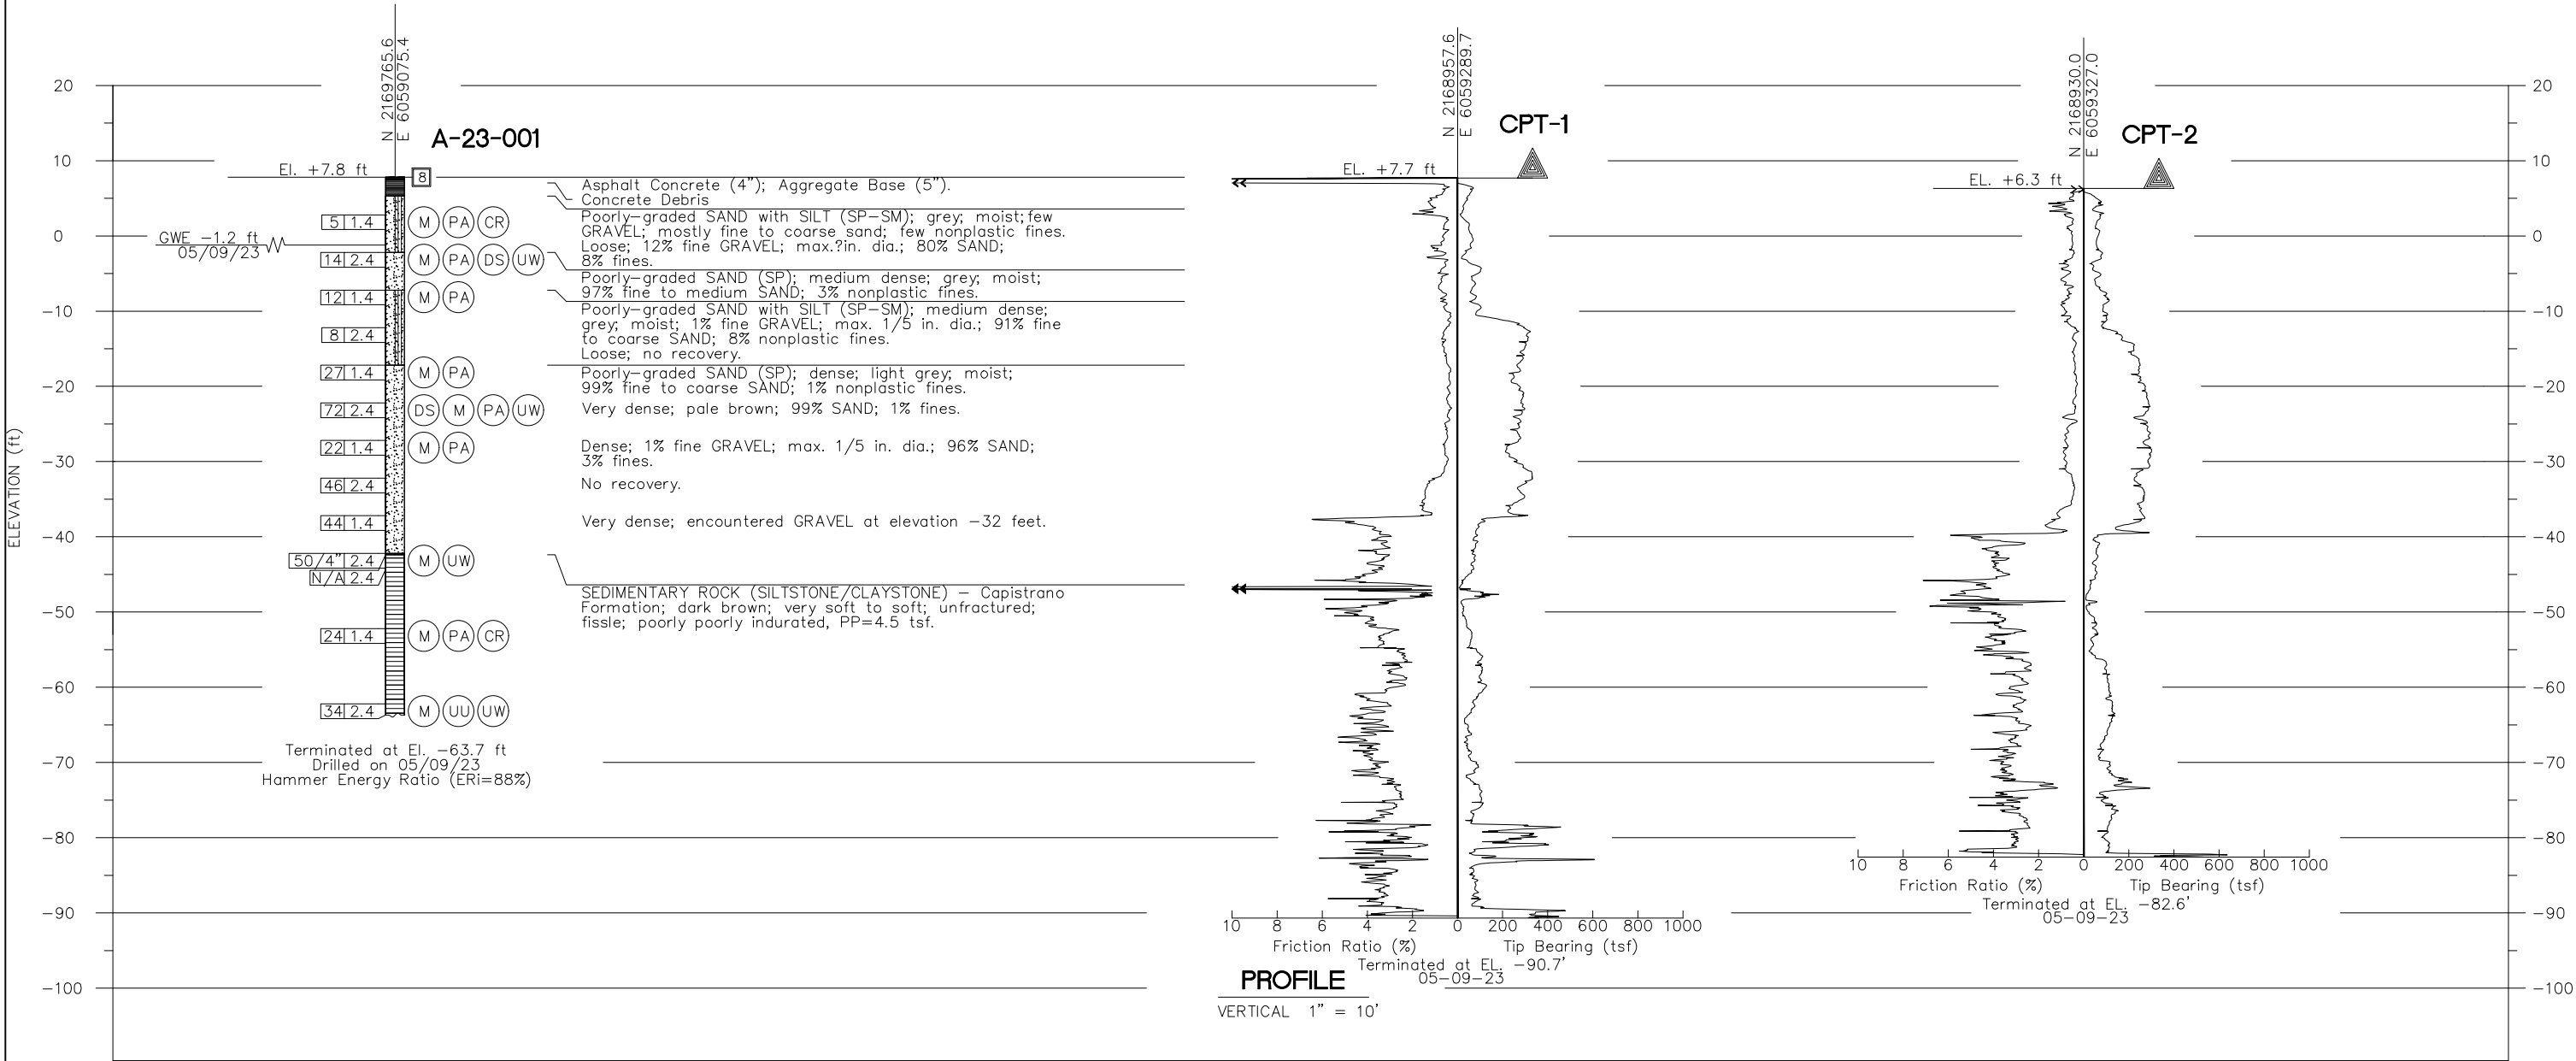 N 2169765.6
E 6059075.4
A-23-001
El. +7.8 ft
8
Asphalt Concrete (4"); Aggregate Base (5").
Concrete Debris
Poorly-graded SAND with SILT (SP-SM); grey; moist; few
GRAVEL; mostly fine to coarse sand; few nonplastic fines.
Loose; 12% fine GRAVEL; max.?in. dia.; 80% SAND;
8% fines.
Poorly-graded SAND (SP); medium dense; grey; moist;
97% fine to medium SAND; 3% nonplastic fines.
Poorly-graded SAND with SILT (SP-SM); medium dense;
grey; moist; 1% fine GRAVEL; max. 1/5 in. dia.; 91% fine
to coarse SAND; 8% nonplastic fines.
Loose; no recovery.
Poorly-graded SAND (SP); dense; light grey; moist;
99% fine to coarse SAND; 1% nonplastic fines.
Very dense; pale brown; 99% SAND; 1% fines.
Dense; 1% fine GRAVEL; max. 1/5 in. dia.; 96% SAND;
3% fines.
No recovery.
Very dense; encountered GRAVEL at elevation -32 feet.
SEDIMENTARY ROCK (SILTSTONE/CLAYSTONE) - Capistrano
Formation; dark brown; very soft to soft; unfractured;
fissle; poorly poorly indurated, PP=4.5 tsf.
GWE -1.2 ft
05/09/23
5 1.4 M PA CR
14 2.4 M PA DS UW
12 1.4 M PA
8 2.4
27 1.4 M PA
72 2.4 DS M PA UW
22 1.4 M PA
46 2.4
44 1.4
50/4" 2.4 M UW
N/A 2.4
24 1.4 M PA CR
34 2.4 M UU UW
Terminated at El. -63.7 ft
Drilled on 05/09/23
Hammer Energy Ratio (ERi=88%)
ELEVATION (ft)
20
10
0
-10
-20
-30
-40
-50
-60
-70
-80
-90
-100
N 2168957.6
E 6059289.7
CPT-1
EL. +7.7 ft
10 8 6 4 2 0 200 400 600 800 1000
Friction Ratio (%) Tip Bearing (tsf)
Terminated at EL. -90.7'
05-09-23
PROFILE
VERTICAL 1" = 10'
N 2168930.0
E 6059327.0
CPT-2
EL. +6.3 ft
10 8 6 4 2 0 200 400 600 800 1000
Friction Ratio (%) Tip Bearing (tsf)
Terminated at EL. -82.6'
05-09-23
20
10
0
-10
-20
-30
-40
-50
-60
-70
-80
-90
-100